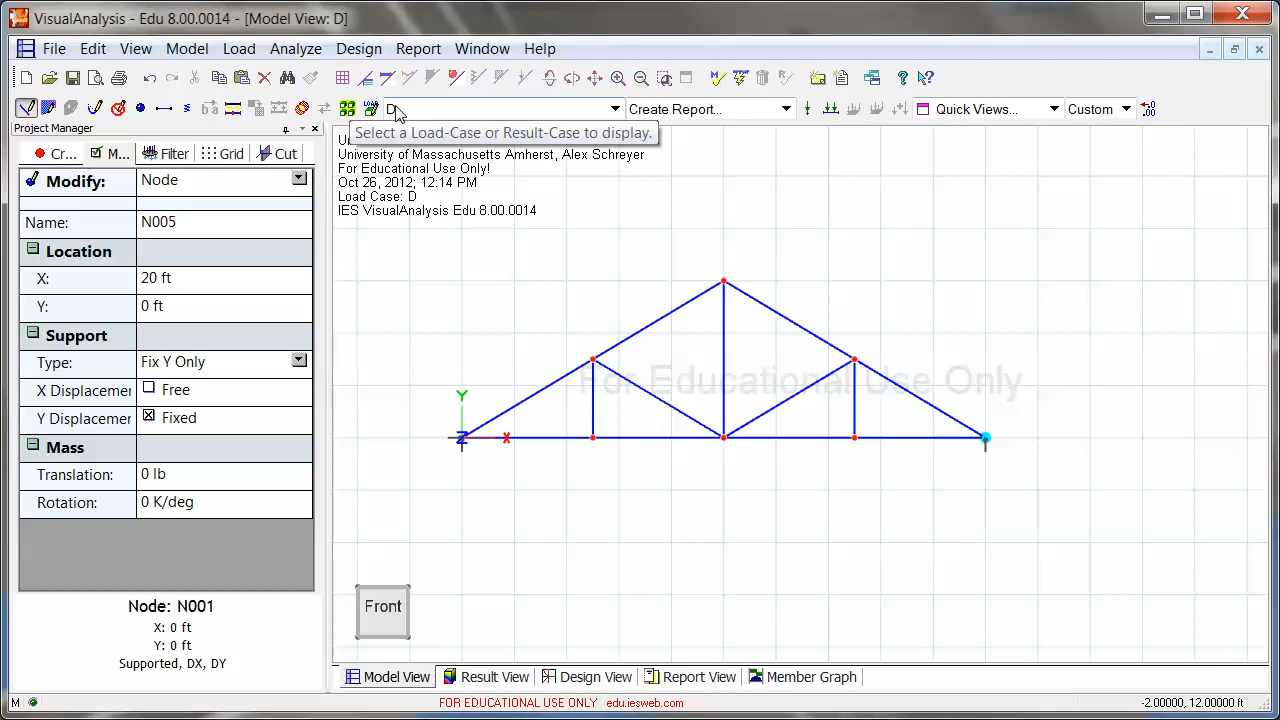 VisualAnalysis - Edu 8.00.0014 - [Model View: D]
File Edit View Model Load Analyze Design Report Window Help
D Create Report... Quick Views... Custom
Project Manager
Select a Load-Case or Result-Case to display.
Cr... M... Filter Grid Cut
University of Massachusetts Amherst, Alex Schreyer
For Educational Use Only!
Oct 26, 2012; 12:14 PM
Load Case: D
IES VisualAnalysis Edu 8.00.0014
Modify: Node
Name: N005
Location
X: 20 ft
Y: 0 ft
Support
Type: Fix Y Only
X Displacemer Free
Y Displacemer Fixed
Mass
Translation: 0 lb
Rotation: 0 K/deg
For Educational Use Only
Y
Z X
Front
Node: N001
X: 0 ft
Y: 0 ft
Supported, DX, DY
Model View Result View Design View Report View Member Graph
M FOR EDUCATIONAL USE ONLY edu.iesweb.com -2.00000, 12.00000 ft